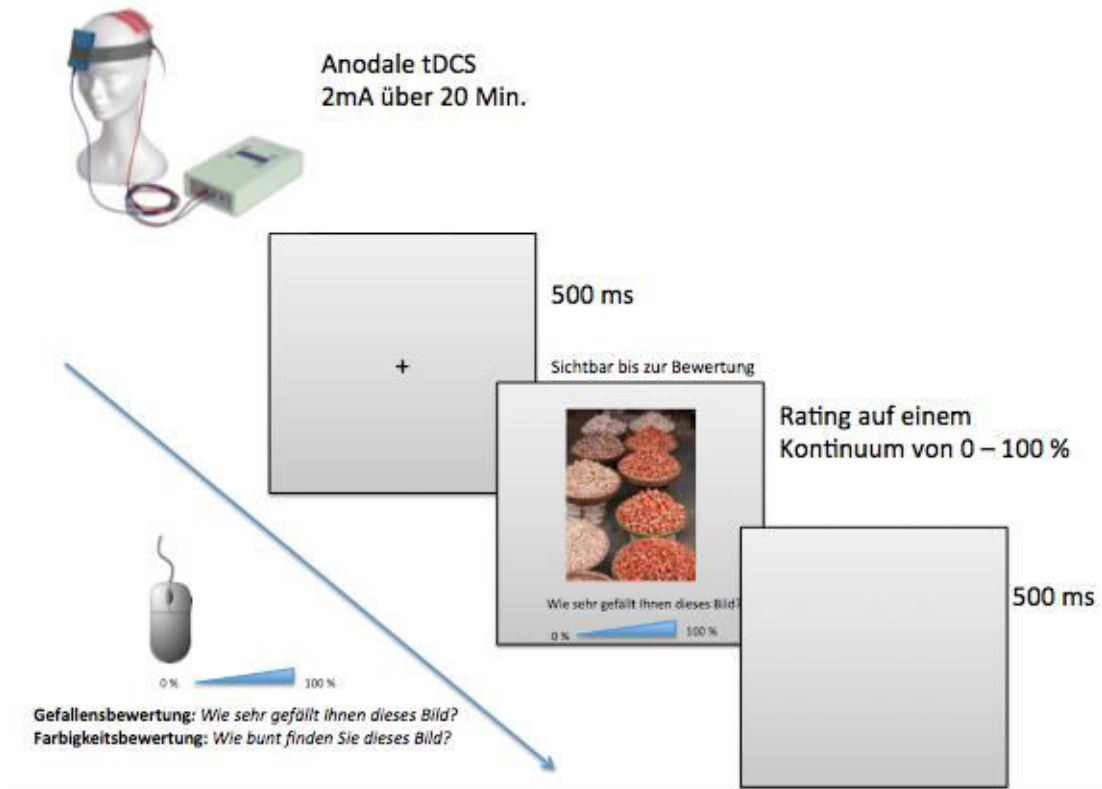 Anodale tDCS
2mA über 20 Min.
500 ms
+
Sichtbar bis zur Bewertung
Rating auf einem
Kontinuum von 0 – 100 %
Wie sehr gefällt Ihnen dieses Bild?
0 % 100 %
500 ms
0 % 100 %
Gefallensbewertung: Wie sehr gefällt Ihnen dieses Bild?
Farbigkeitsbewertung: Wie bunt finden Sie dieses Bild?